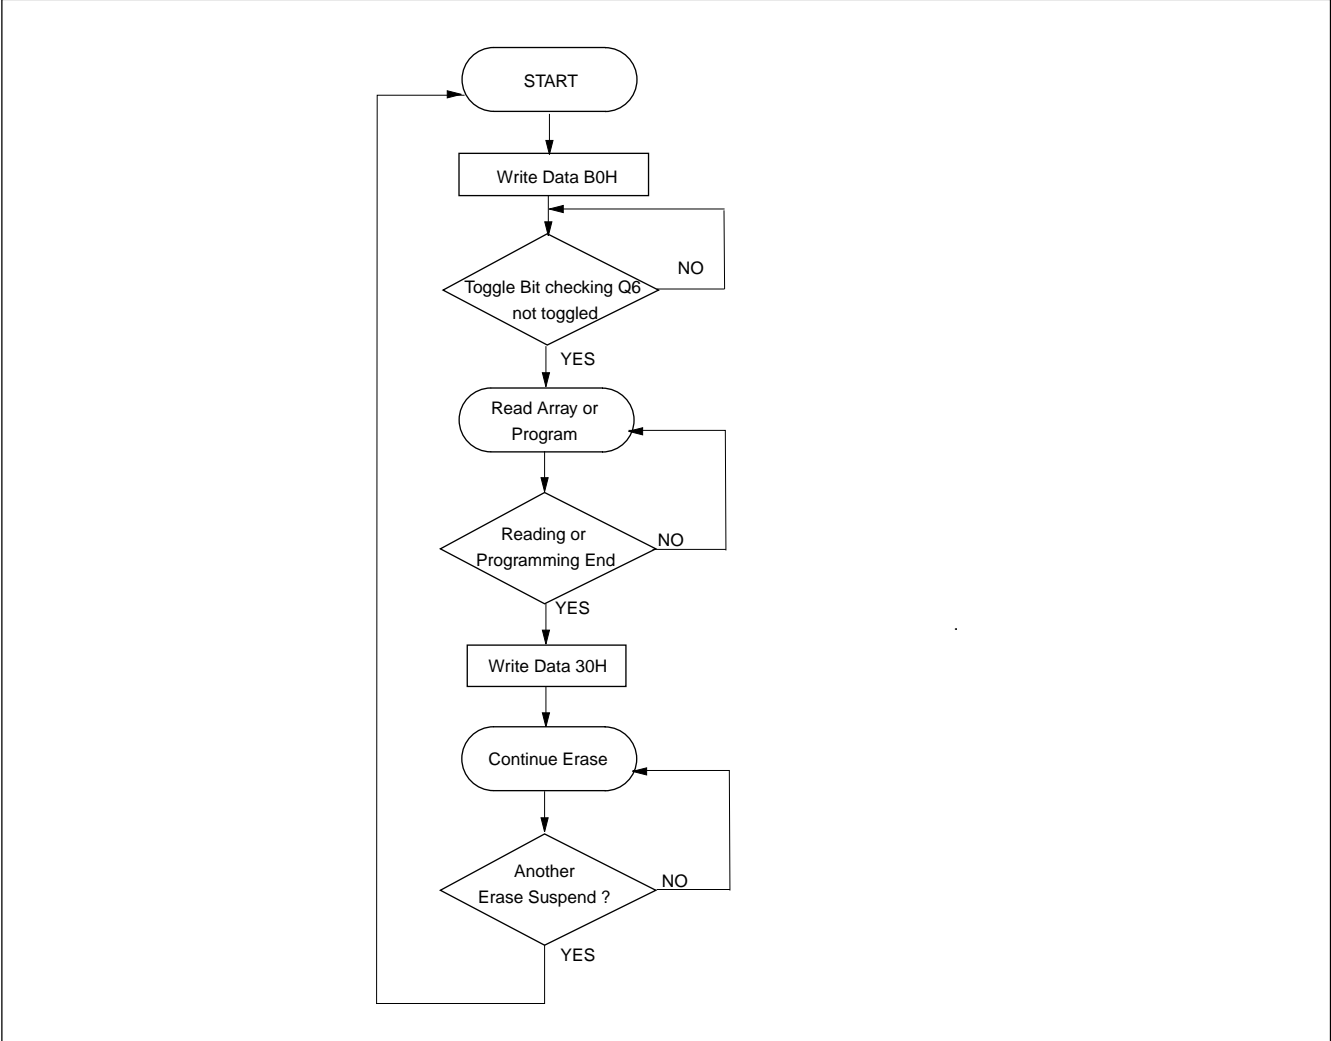 START
Write Data B0H
NO
Toggle Bit checking Q6
not toggled
YES
Read Array or
Program
Reading or
NO
Programming End
YES
.
Write Data 30H
Continue Erase
Another
NO
Erase Suspend ?
YES